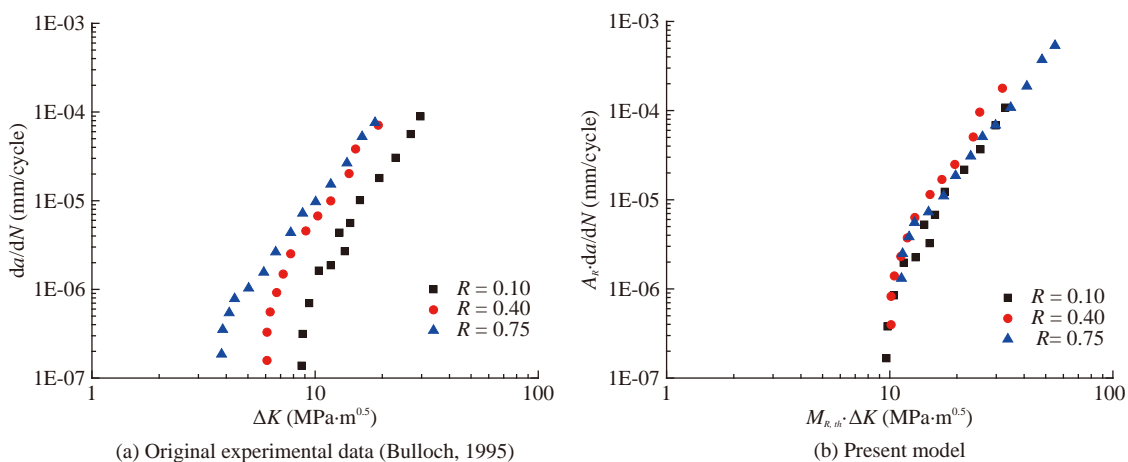 1E-03
1E-04
1E-05
1E-06
1E-07
da/dN (mm/cycle)
R = 0.10
R = 0.40
R = 0.75
1
10
100
ΔK (MPa·m^0.5)
(a) Original experimental data (Bulloch, 1995)
1E-03
1E-04
1E-05
1E-06
1E-07
A_R·da/dN (mm/cycle)
R = 0.10
R = 0.40
R= 0.75
1
10
100
M_R, th·ΔK (MPa·m^0.5)
(b) Present model